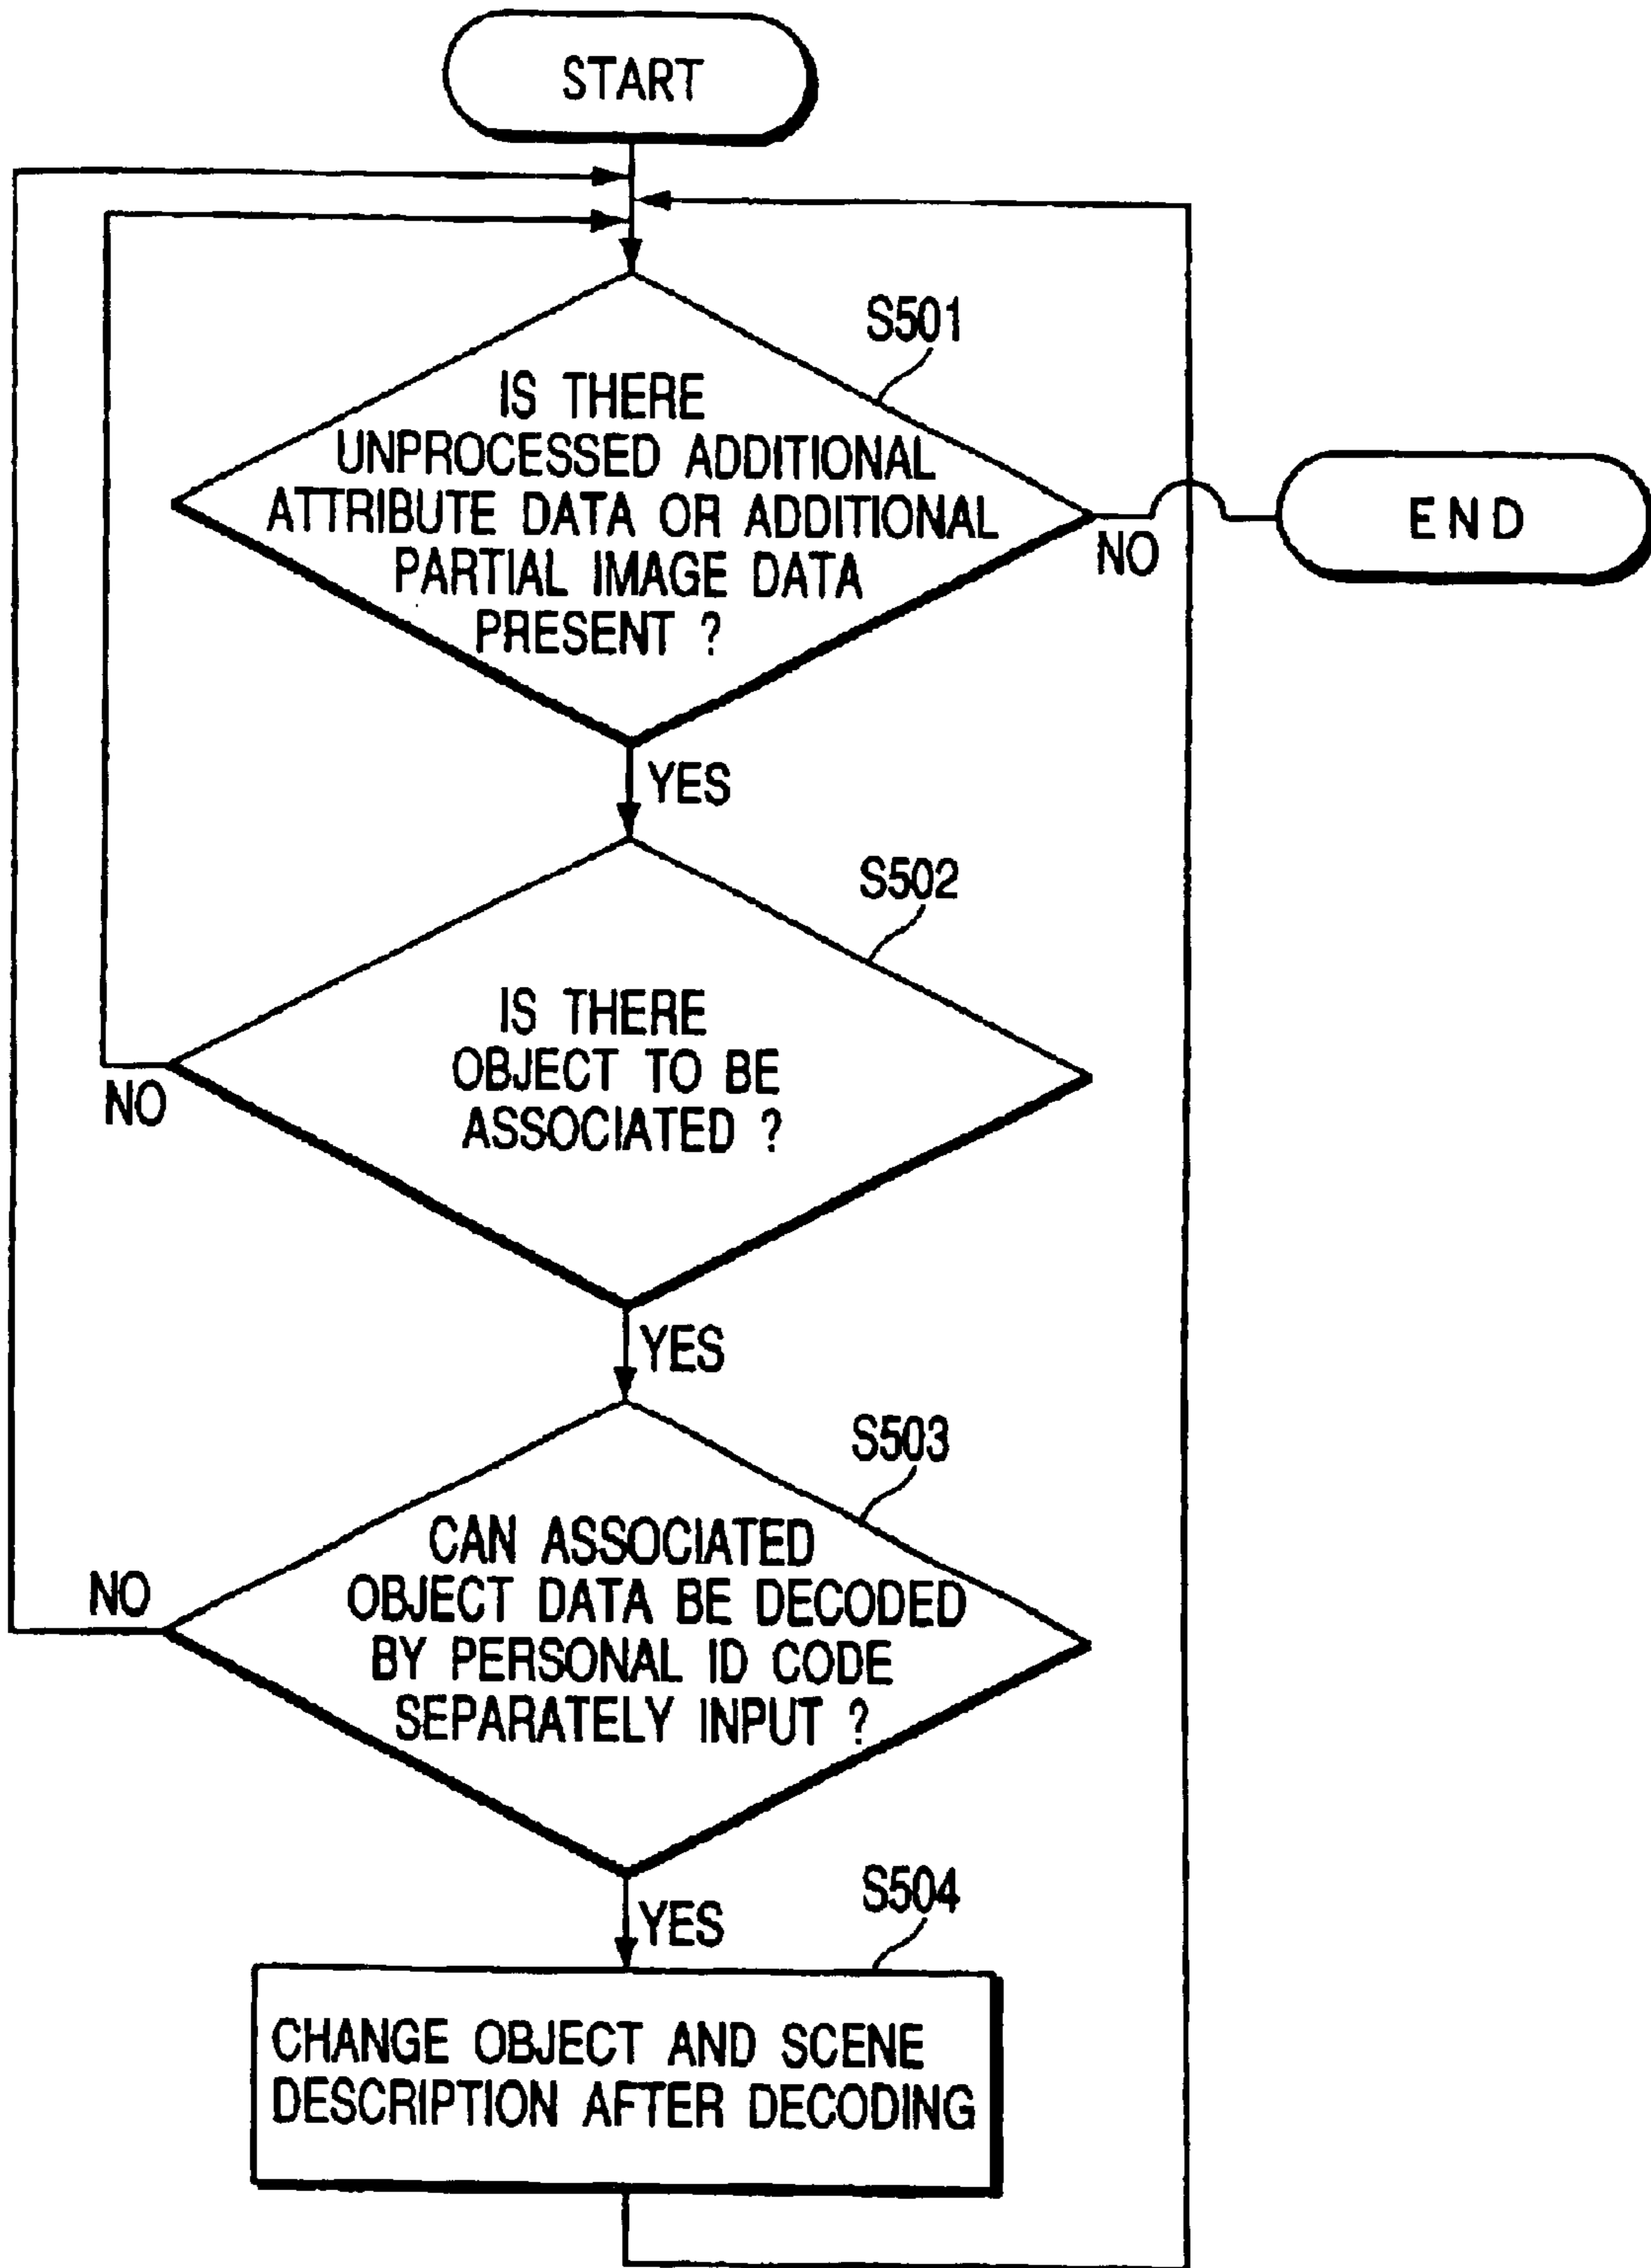 START
S501
IS THERE
UNPROCESSED ADDITIONAL
ATTRIBUTE DATA OR ADDITIONAL
PARTIAL IMAGE DATA
PRESENT ?
NO
END
YES
S502
IS THERE
OBJECT TO BE
ASSOCIATED ?
NO
YES
S503
CAN ASSOCIATED
OBJECT DATA BE DECODED
BY PERSONAL ID CODE
SEPARATELY INPUT ?
NO
YES
S504
CHANGE OBJECT AND SCENE
DESCRIPTION AFTER DECODING